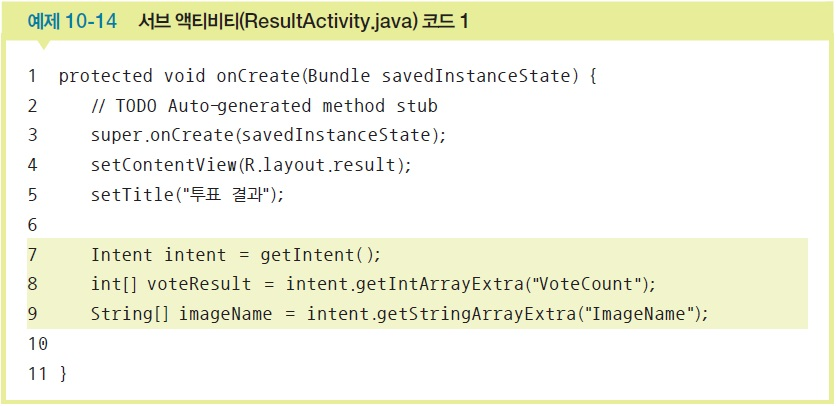 예제 10-14 서브 액티비티(ResultActivity.java) 코드 1
1 protected void onCreate(Bundle savedInstanceState) {
2 // TODO Auto-generated method stub
3 super.onCreate(savedInstanceState);
4 setContentView(R.layout.result);
5 setTitle("투표 결과");
6
7 Intent intent = getIntent();
8 int[] voteResult = intent.getIntArrayExtra("VoteCount");
9 String[] imageName = intent.getStringArrayExtra("ImageName");
10
11 }